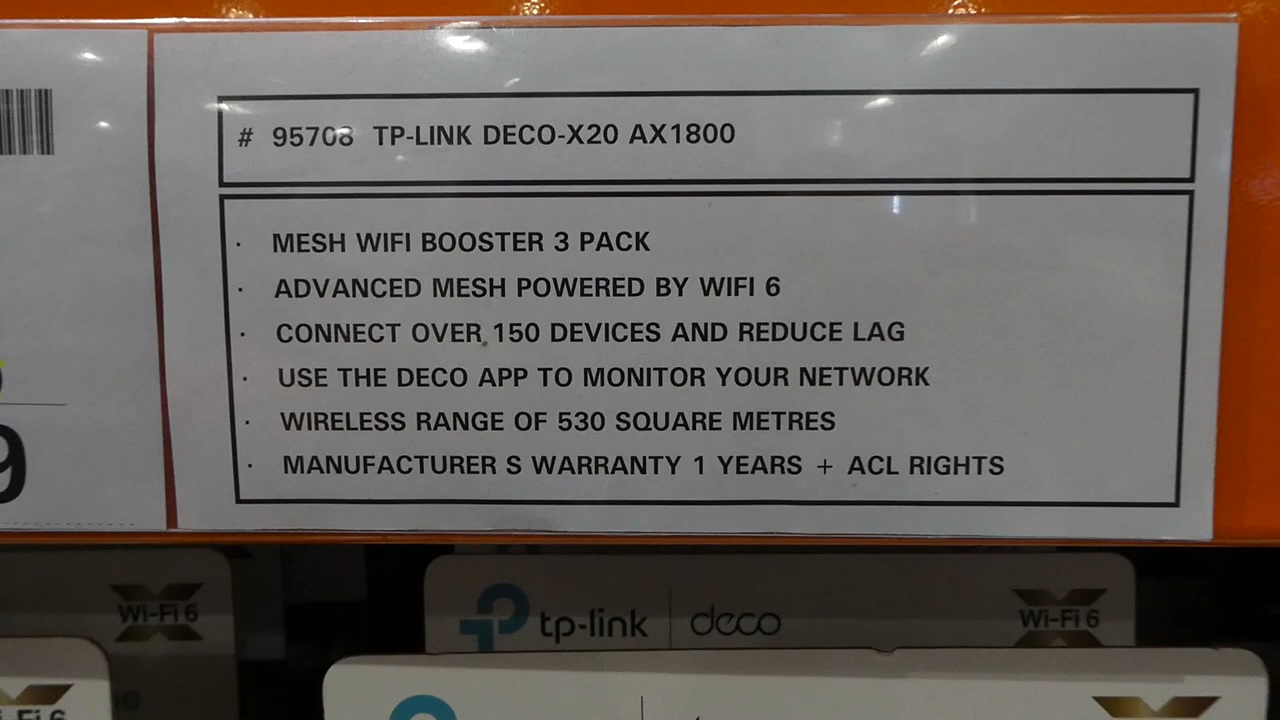 # 95708 TP-LINK DECO-X20 AX1800
· MESH WIFI BOOSTER 3 PACK
· ADVANCED MESH POWERED BY WIFI 6
· CONNECT OVER 150 DEVICES AND REDUCE LAG
· USE THE DECO APP TO MONITOR YOUR NETWORK
· WIRELESS RANGE OF 530 SQUARE METRES
· MANUFACTURER S WARRANTY 1 YEARS + ACL RIGHTS
9
Wi-Fi 6
tp-link | deco
Wi-Fi 6